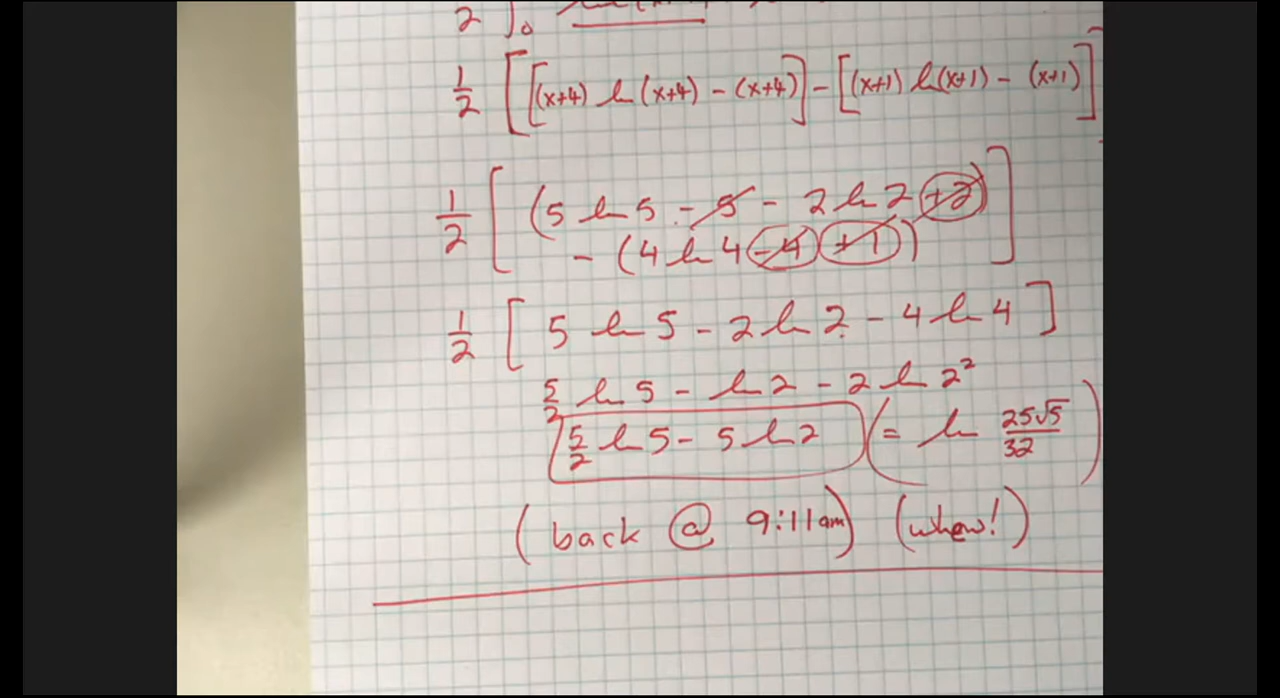 1/2 ∫₀
1/2 [[(x+4) ln (x+4) - (x+4)] - [(x+1) ln(x+1) - (x+1)]
1/2 [ (5 ln 5 - 5 - 2 ln 2 +2)
- (4 ln 4 - 4 + 1) ]
1/2 [ 5 ln 5 - 2 ln 2 - 4 ln 4 ]
5/2 ln 5 - ln 2 - 2 ln 2²
5/2 ln 5 - 5 ln 2 (= ln 25√5/32)
(back @ 9:11am) (whew!)